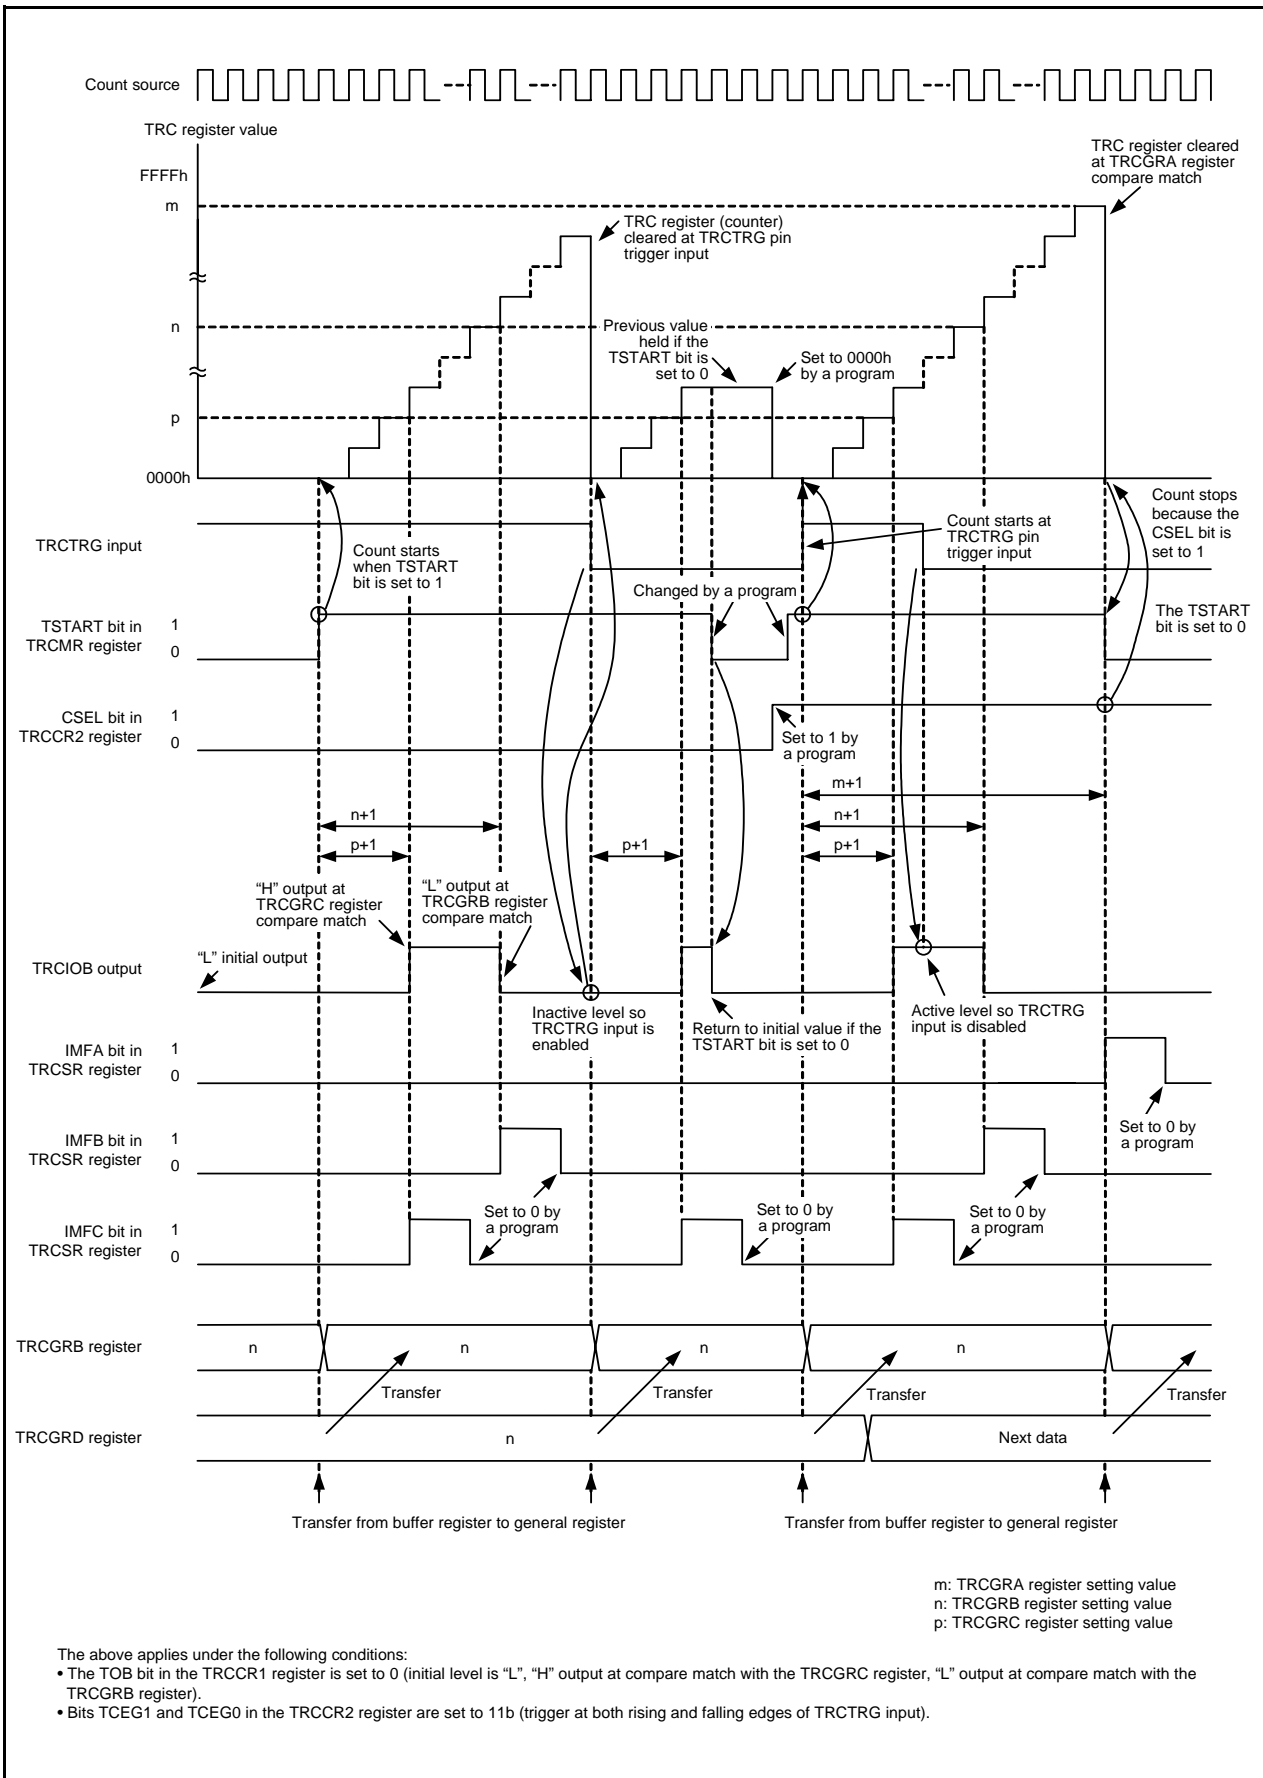 Count source
TRC register value
FFFFh
m
n
p
0000h
TRC register cleared
at TRCGRA register
compare match
TRC register (counter)
cleared at TRCTRG pin
trigger input
Previous value
held if the
TSTART bit is
set to 0
Set to 0000h
by a program
TRCTRG input
Count starts
when TSTART
bit is set to 1
Count starts at
TRCTRG pin
trigger input
Count stops
because the
CSEL bit is
set to 1
Changed by a program
TSTART bit in
TRCMR register
1
0
The TSTART
bit is set to 0
CSEL bit in
TRCCR2 register
1
0
Set to 1 by
a program
m+1
n+1
n+1
p+1
p+1
p+1
“H” output at
TRCGRC register
compare match
“L” output at
TRCGRB register
compare match
“L” initial output
TRCIOB output
Inactive level so
TRCTRG input is
enabled
Return to initial value if the
TSTART bit is set to 0
Active level so TRCTRG
input is disabled
IMFA bit in
TRCSR register
1
0
Set to 0 by
a program
IMFB bit in
TRCSR register
1
0
Set to 0 by
a program
Set to 0 by
a program
Set to 0 by
a program
IMFC bit in
TRCSR register
1
0
TRCGRB register
n
n
n
n
Transfer
Transfer
Transfer
Transfer
TRCGRD register
n
Next data
Transfer from buffer register to general register
Transfer from buffer register to general register
m: TRCGRA register setting value
n: TRCGRB register setting value
p: TRCGRC register setting value
The above applies under the following conditions:
• The TOB bit in the TRCCR1 register is set to 0 (initial level is “L”, “H” output at compare match with the TRCGRC register, “L” output at compare match with the
TRCGRB register).
• Bits TCEG1 and TCEG0 in the TRCCR2 register are set to 11b (trigger at both rising and falling edges of TRCTRG input).